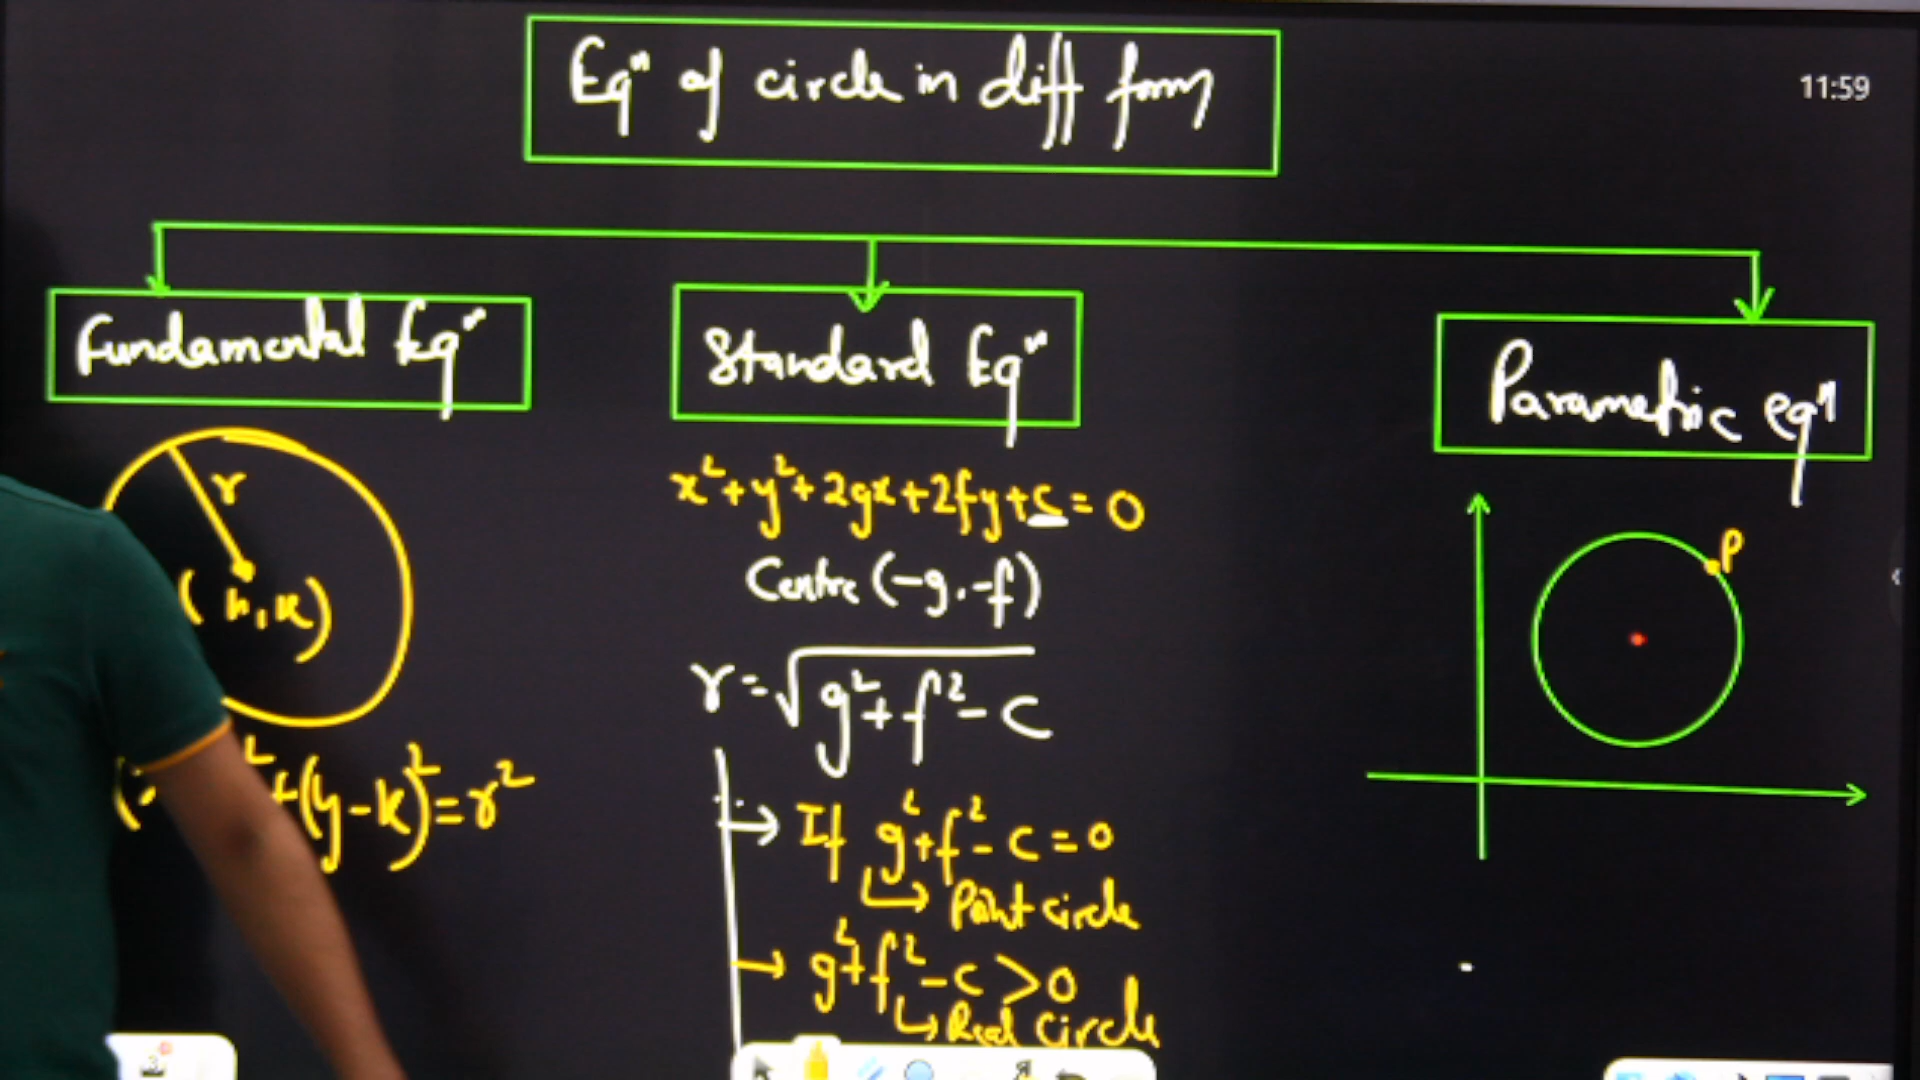 Eqⁿ of circle in diff form
11:59
Fundamental Eqⁿ
Standard Eqⁿ
Parametric eqⁿ
r
(h,k)
²+(y-k)²=r²
x²+y²+2gx+2fy+c=0
Centre (-g,-f)
r=√g²+f²-c
If g²+f²-c=0
Point circle
g²+f²-c>0
Real circle
P